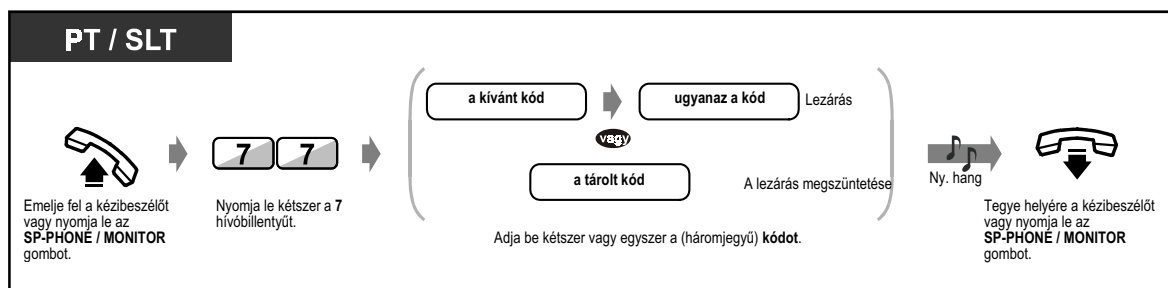 PT / SLT
a kívánt kód
ugyanaz a kód
Lezárás
vagy
7
7
a tárolt kód
A lezárás megszüntetése
Ny. hang
Emelje fel a kézibeszélőt
vagy nyomja le az
SP-PHONE / MONITOR
gombot.
Nyomja le kétszer a 7
hívóbillentyűt.
Adja be kétszer vagy egyszer a (háromjegyű) kódot.
Tegye helyére a kézibeszélőt
vagy nyomja le az
SP-PHONE / MONITOR
gombot.